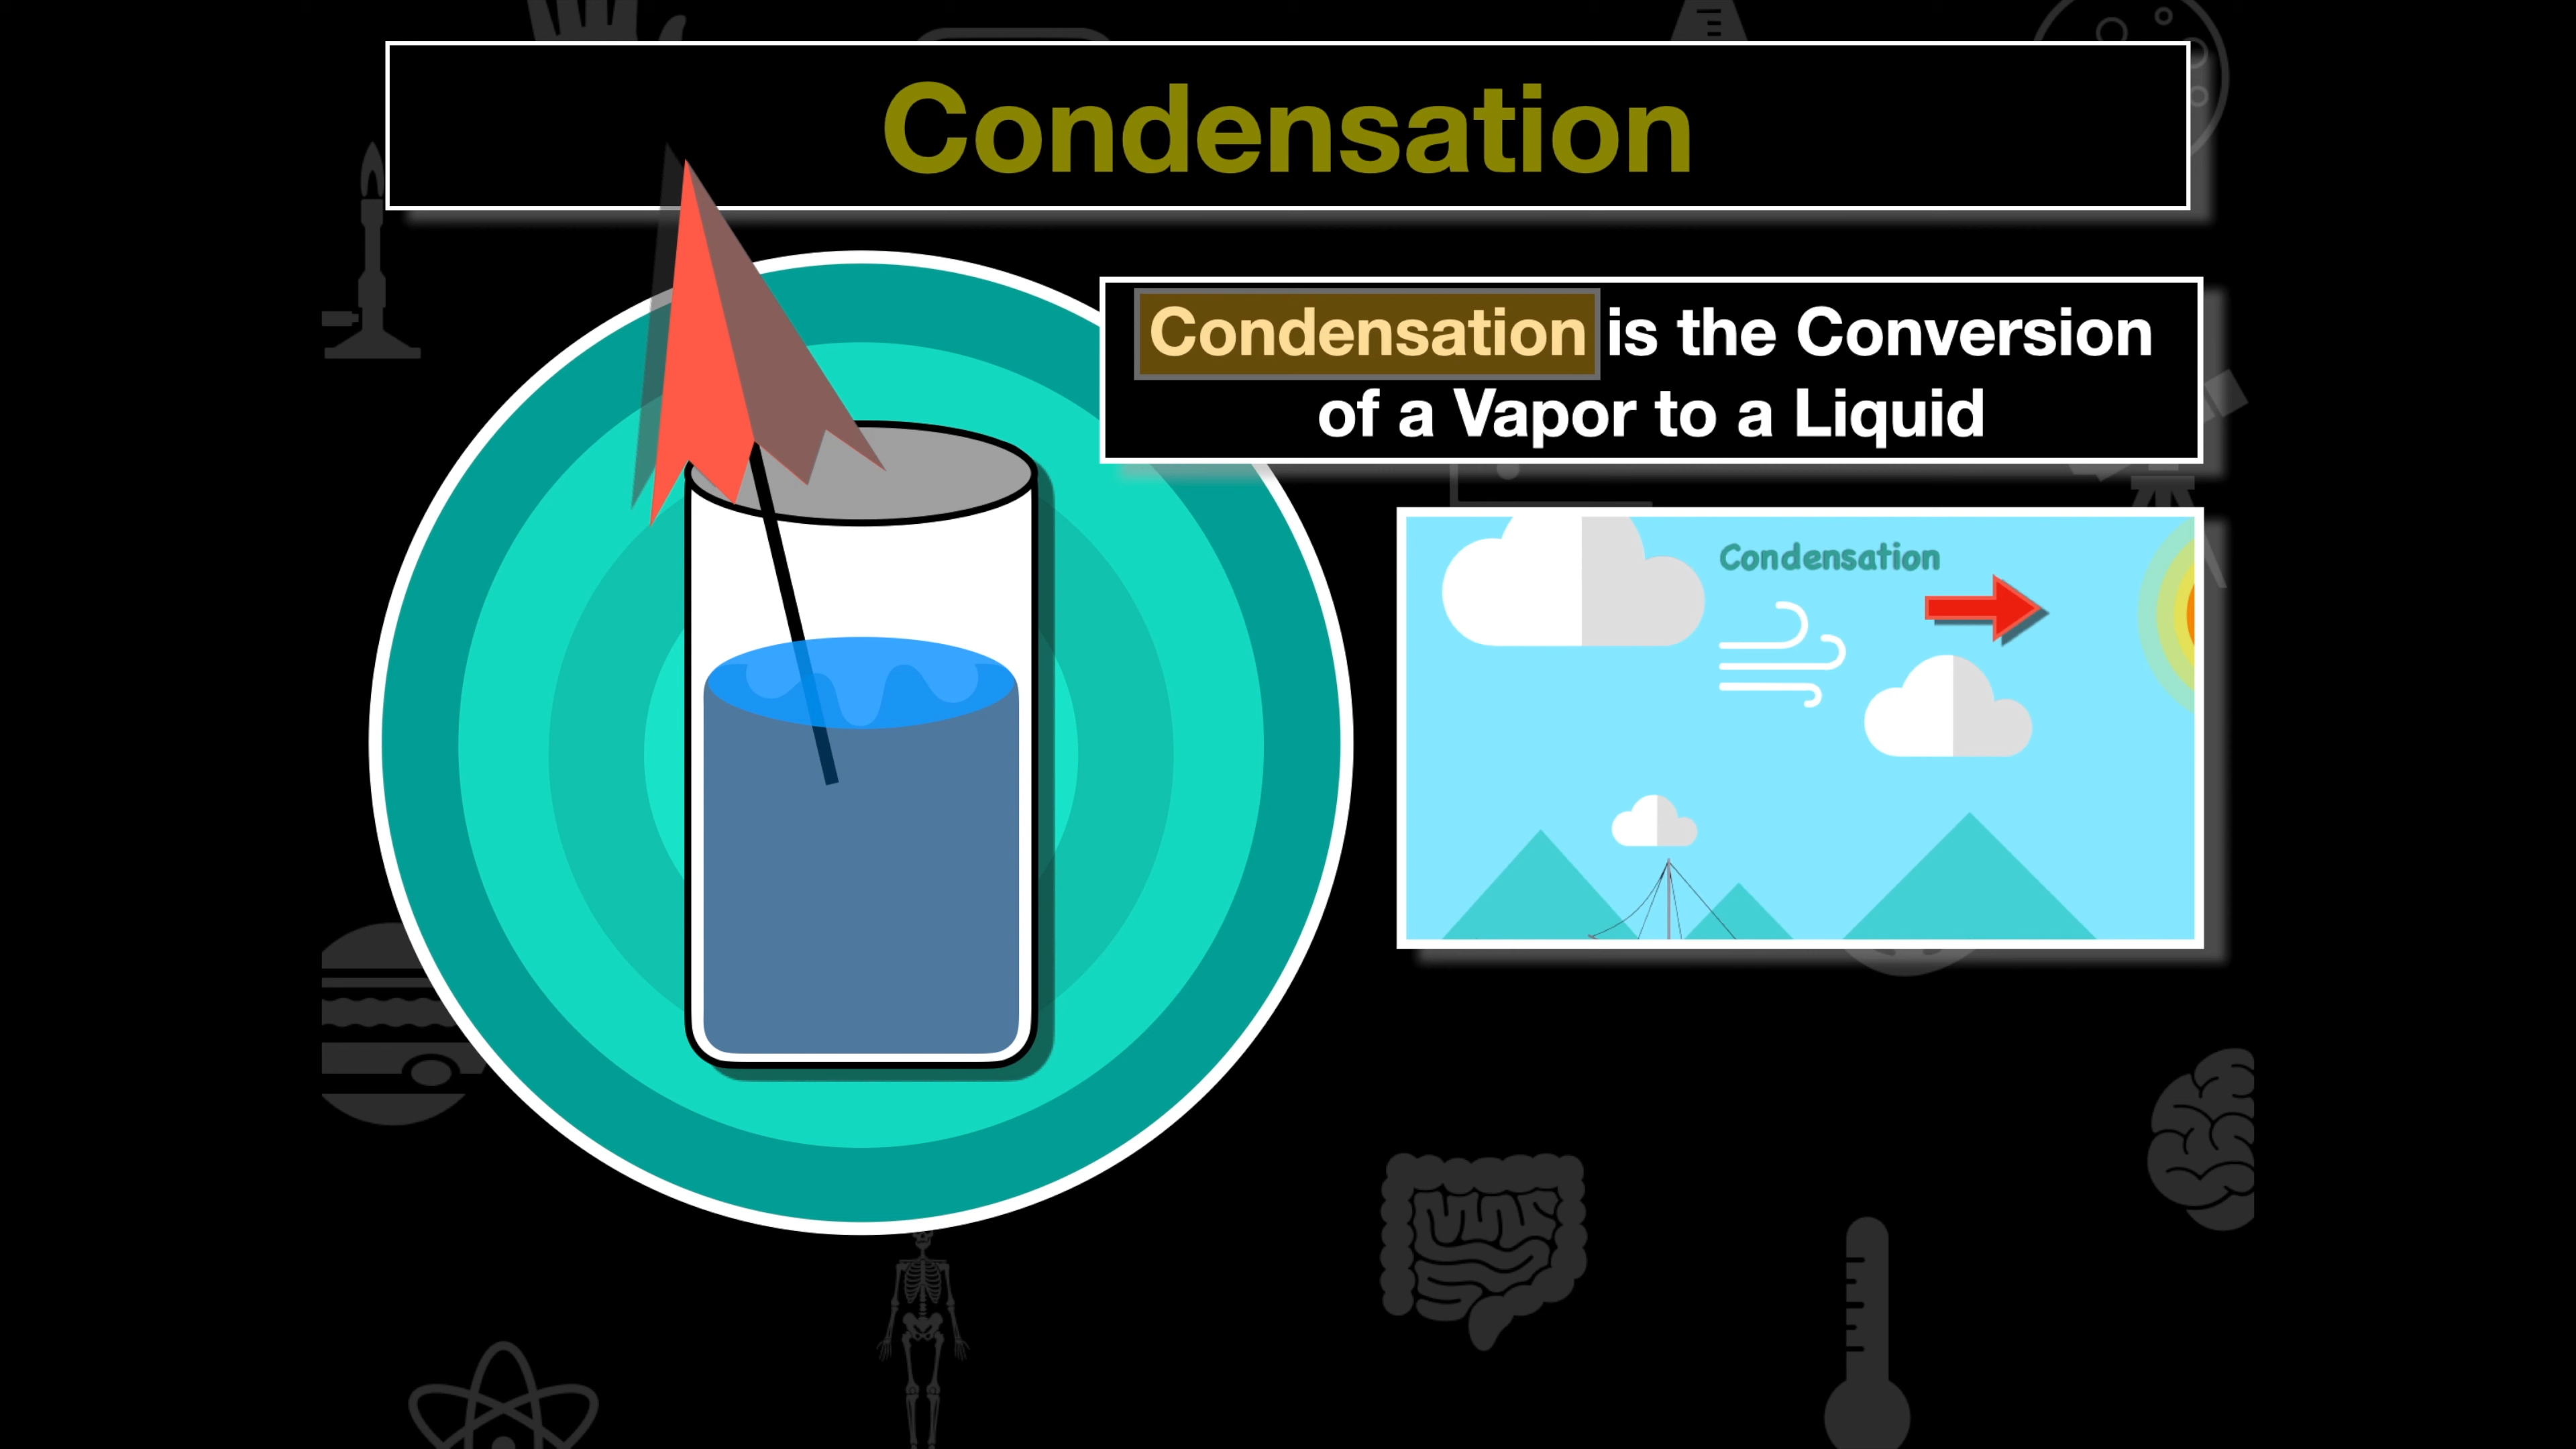 Condensation
Condensation is the Conversion
of a Vapor to a Liquid
Condensation